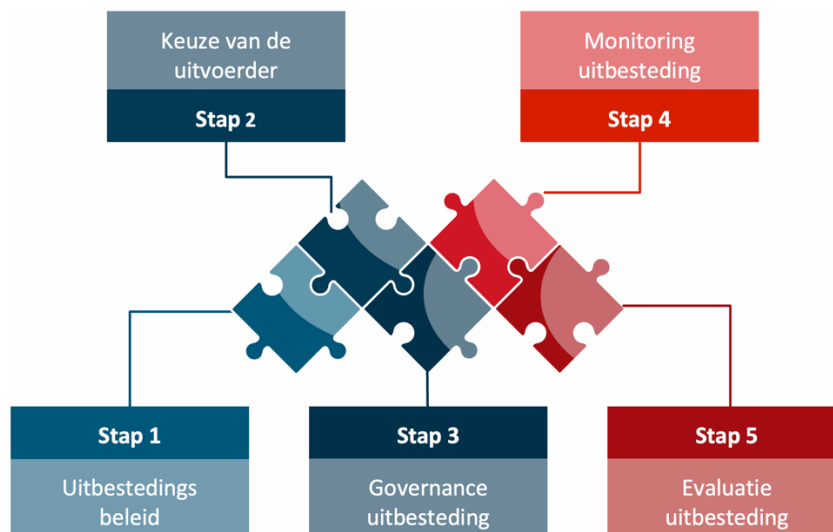 Keuze van de
uitvoerder
Stap 2
Monitoring
uitbesteding
Stap 4
Stap 1
Uitbestedings
beleid
Stap 3
Governance
uitbesteding
Stap 5
Evaluatie
uitbesteding